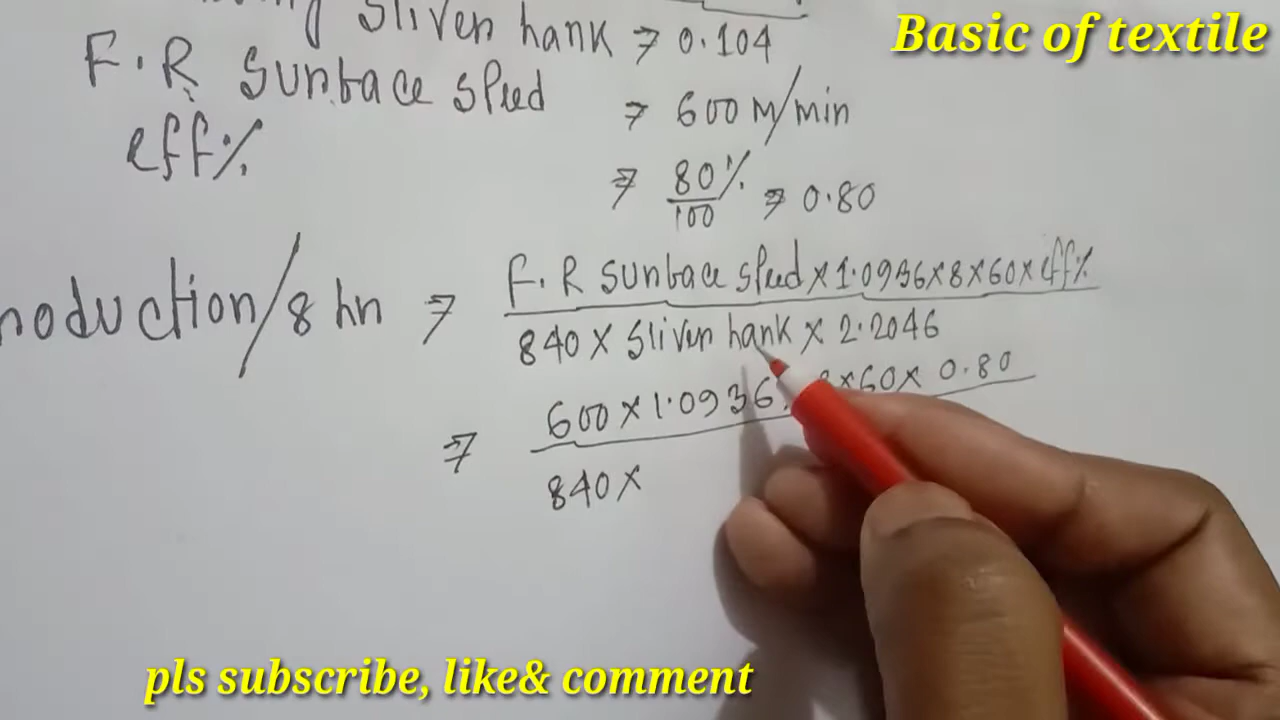 Basic of textile
Sliver hank ⇒ 0.104
F.R surface speed ⇒ 600 m/min
eff% ⇒ 80%/100 ⇒ 0.80
roduction/8 hr ⇒ F.R surface speed x 1.0936 x 8 x 60 x eff%
840 x Sliver hank x 2.2046
⇒ 600 x 1.0936 8 x 60 x 0.80
840 x
pls subscribe, like& comment